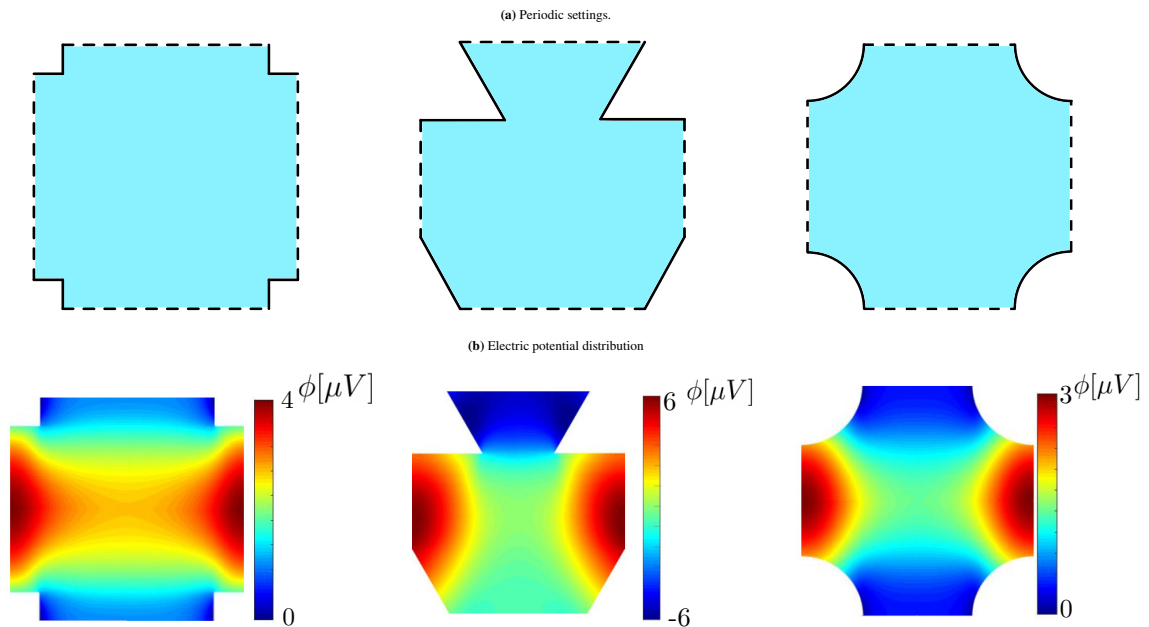 (a) Periodic settings.
(b) Electric potential distribution
4 ϕ[μV]
0
6 ϕ[μV]
-6
3 ϕ[μV]
0